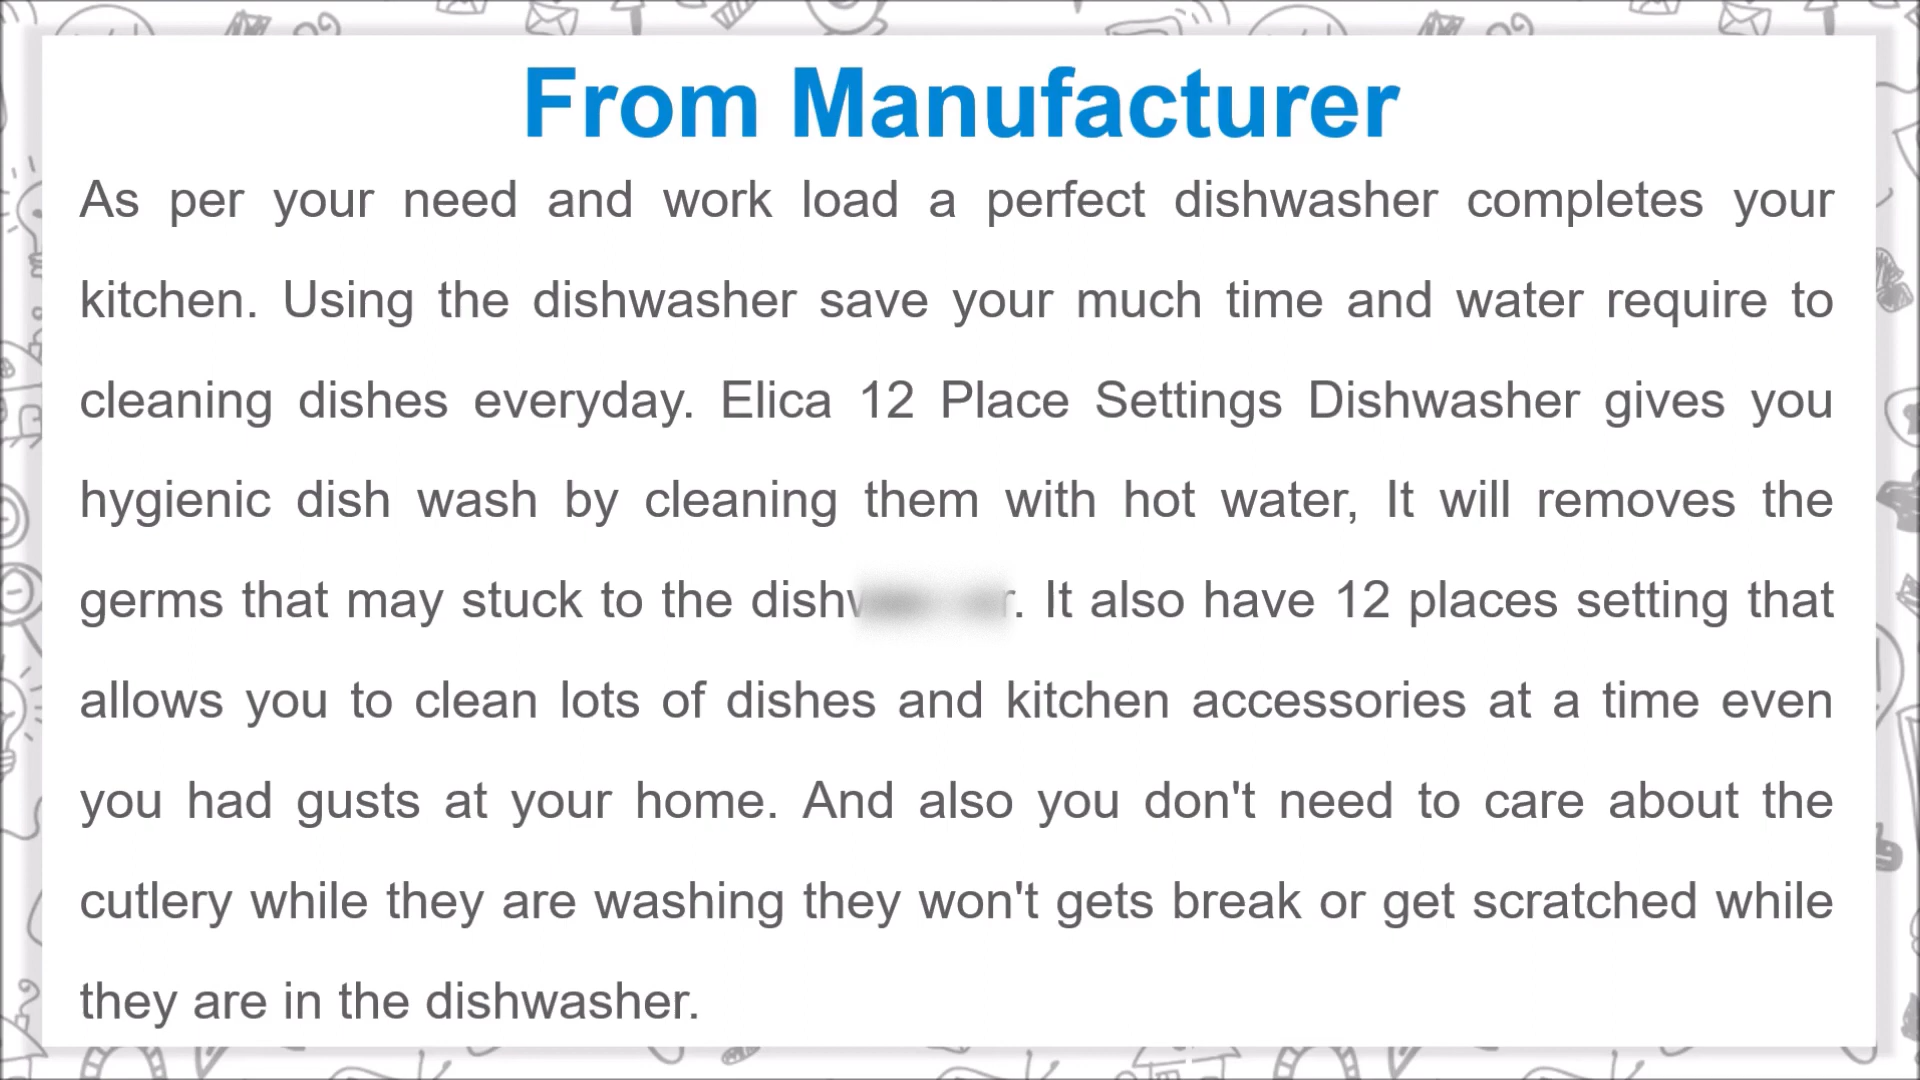 From Manufacturer
As per your need and work load a perfect dishwasher completes your
kitchen. Using the dishwasher save your much time and water require to
cleaning dishes everyday. Elica 12 Place Settings Dishwasher gives you
hygienic dish wash by cleaning them with hot water, It will removes the
germs that may stuck to the . It also have 12 places setting that
allows you to clean lots of dishes and kitchen accessories at a time even
you had gusts at your home. And also you don't need to care about the
cutlery while they are washing they won't gets break or get scratched while
they are in the dishwasher.